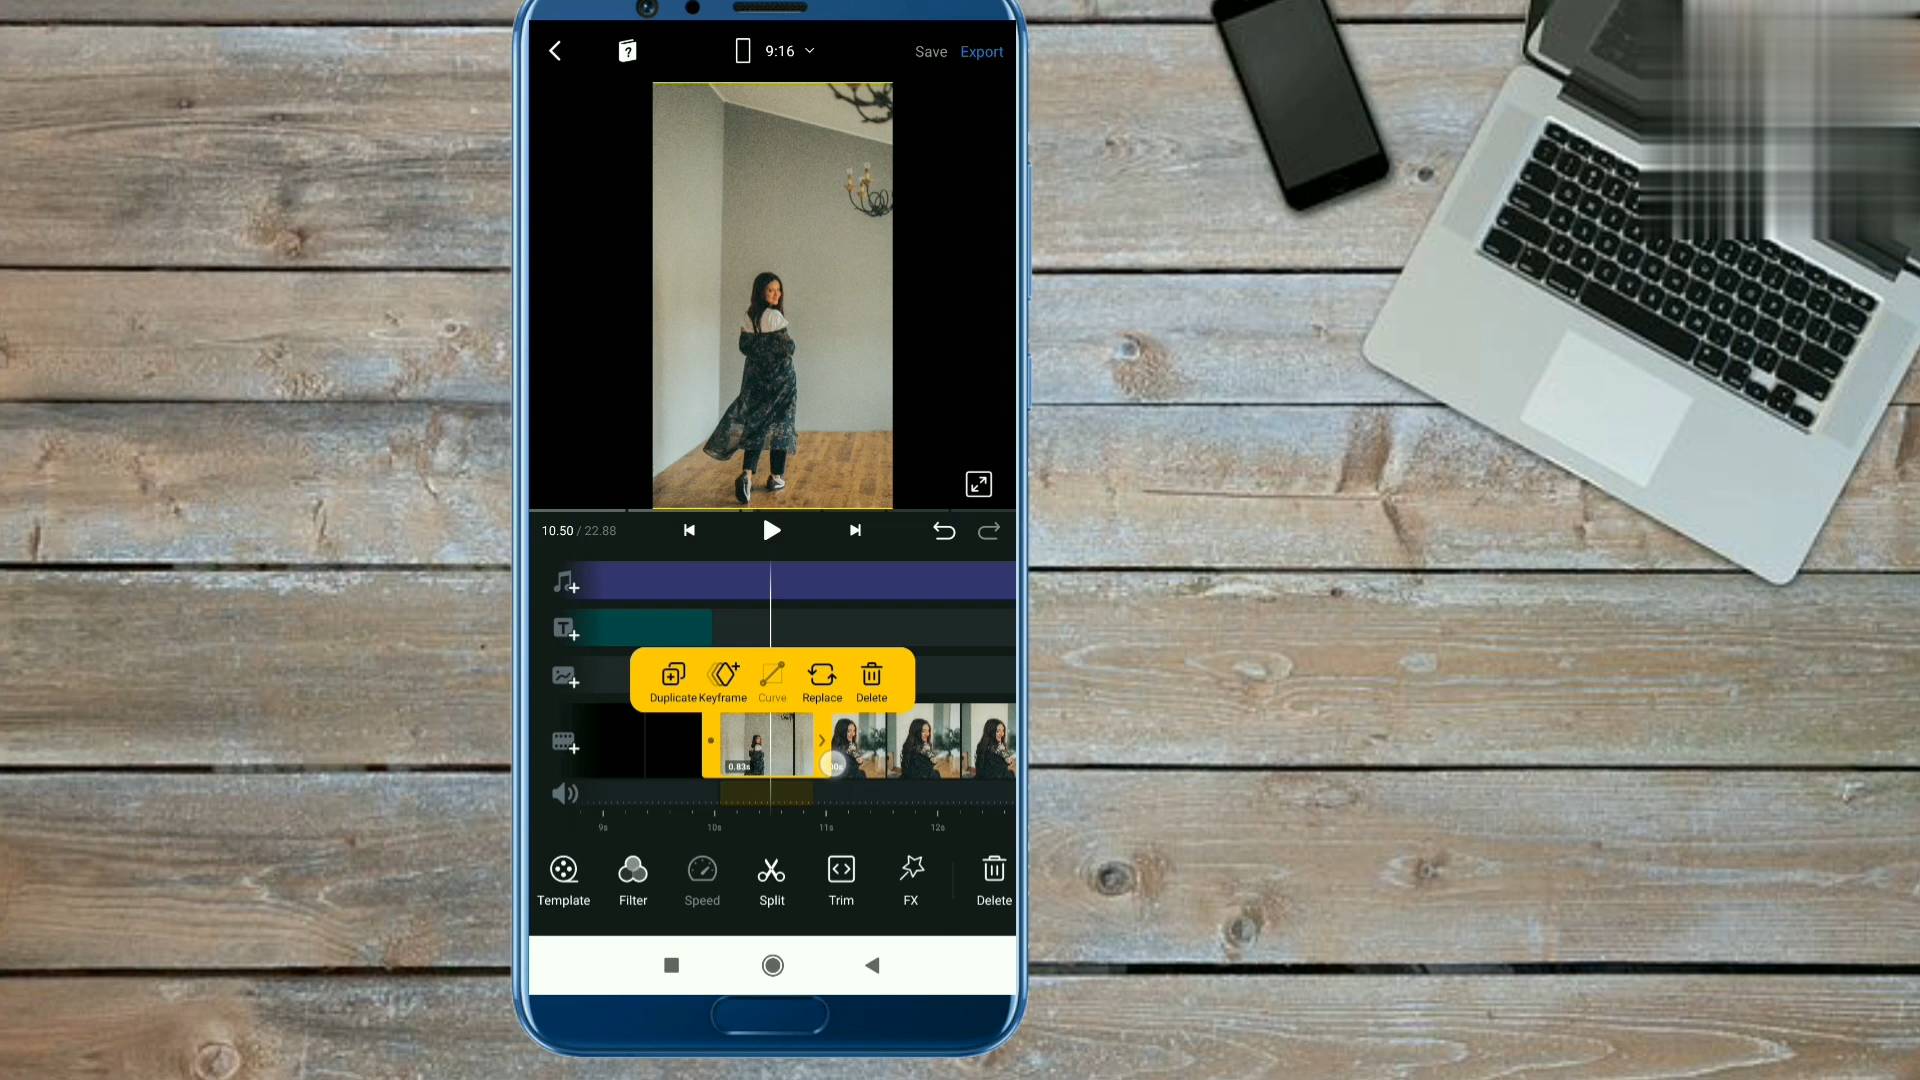 9:16
Save Export
10.50 / 22.88
Duplicate Keyframe Curve Replace Delete
0.83s
9s 10s 11s 12s
Template Filter Speed Split Trim FX Delete